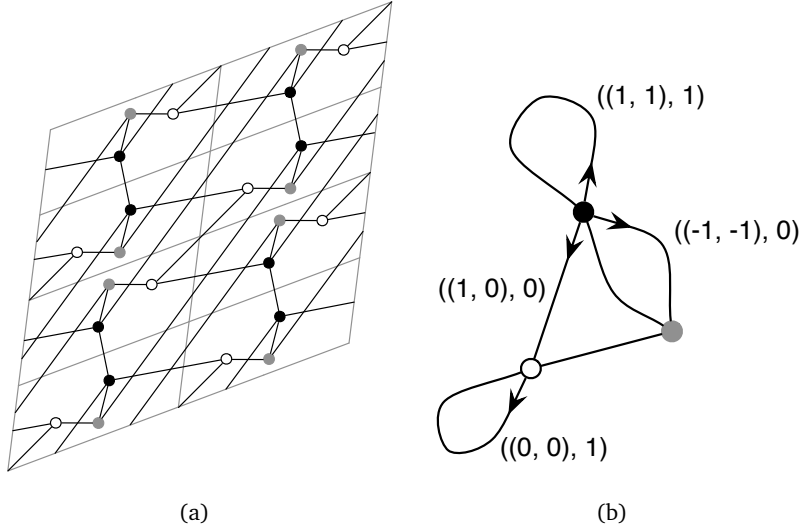 ((1, 1), 1)
((-1, -1), 0)
((1, 0), 0)
((0, 0), 1)
(a)
(b)